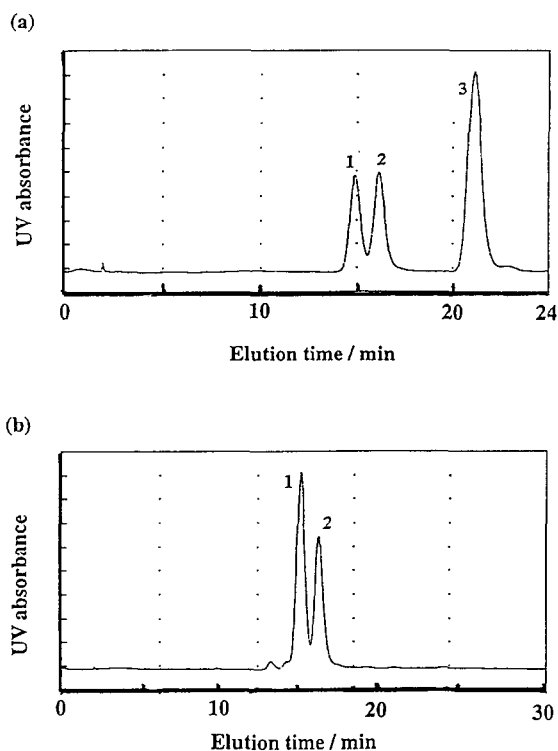 (a)
UV absorbance
1 2 3
0 10 20 24
Elution time / min
(b)
UV absorbance
1 2
0 10 20 30
Elution time / min